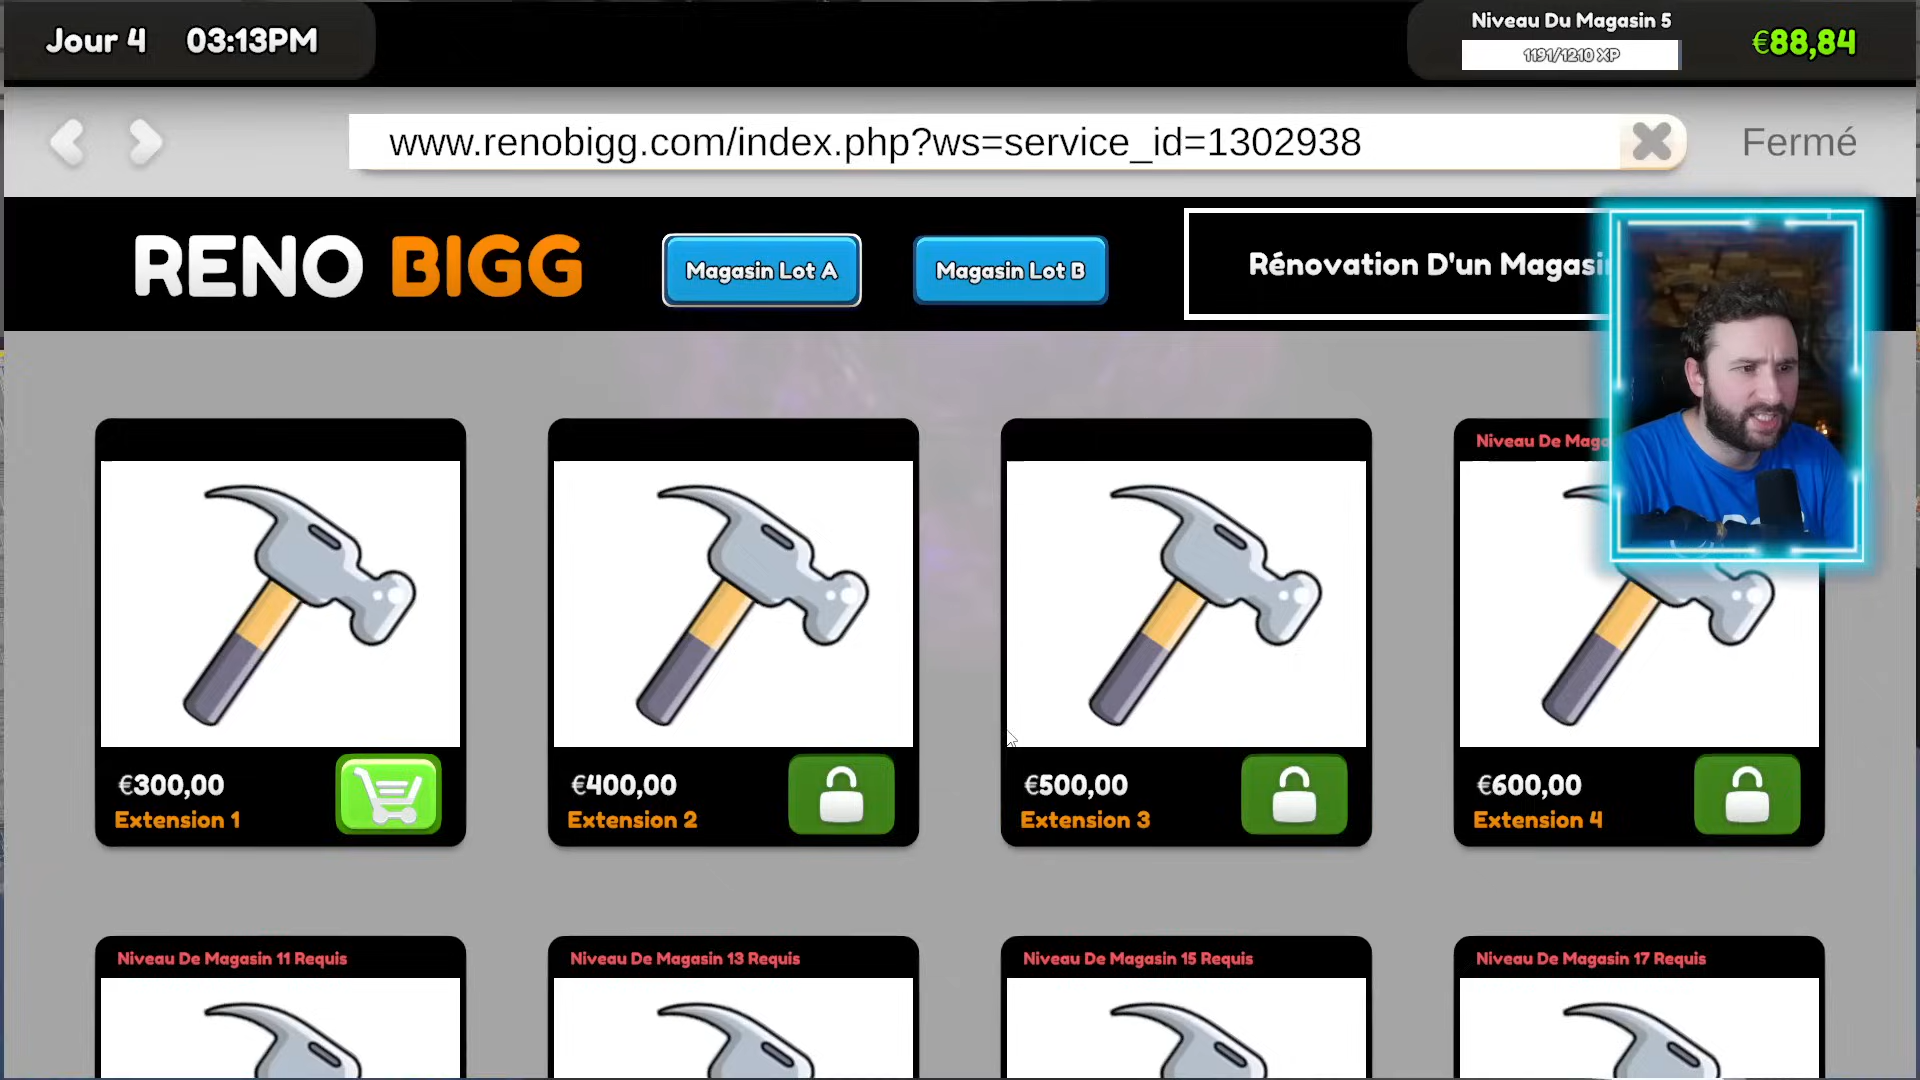 Jour 4 03:13PM
Niveau Du Magasin 5
1191/1210 XP
€88,84
www.renobigg.com/index.php?ws=service_id=1302938
Fermé
RENO BIGG
Magasin Lot A
Magasin Lot B
Rénovation D'un
Niveau De
€300,00
Extension 1
€400,00
Extension 2
€500,00
Extension 3
€600,00
Extension 4
Niveau De Magasin 11 Requis
Niveau De Magasin 13 Requis
Niveau De Magasin 15 Requis
Niveau De Magasin 17 Requis